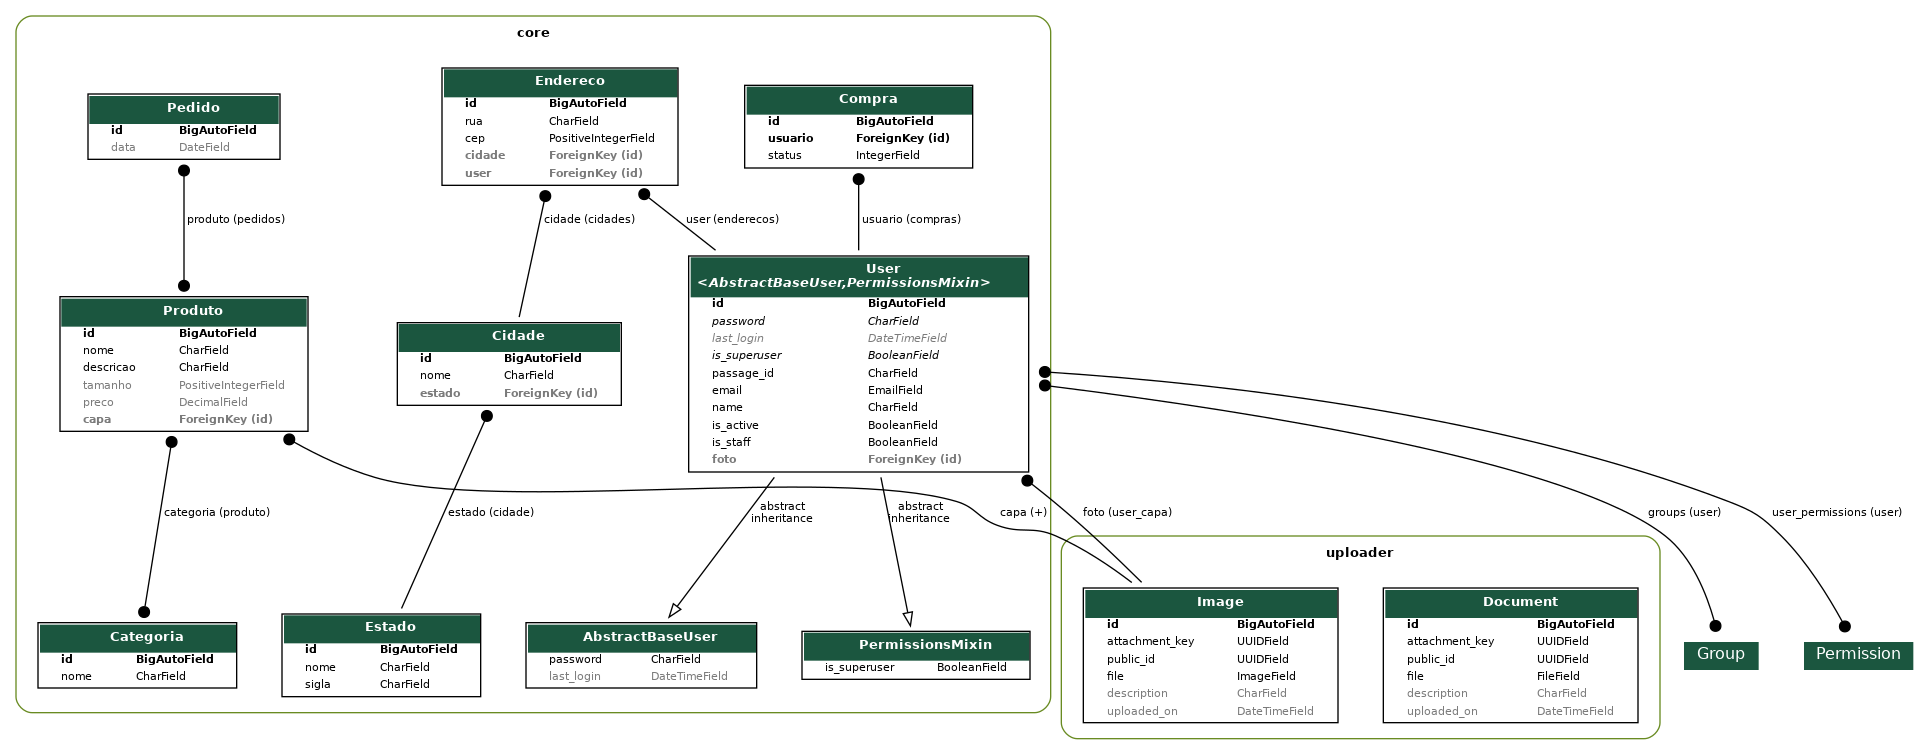 core
Pedido
id BigAutoField
data DateField
Endereco
id BigAutoField
rua CharField
cep PositiveIntegerField
cidade ForeignKey (id)
user ForeignKey (id)
Compra
id BigAutoField
usuario ForeignKey (id)
status IntegerField
produto (pedidos)
cidade (cidades)
user (enderecos)
usuario (compras)
Produto
id BigAutoField
nome CharField
descricao CharField
tamanho PositiveIntegerField
preco DecimalField
capa ForeignKey (id)
Cidade
id BigAutoField
nome CharField
estado ForeignKey (id)
User
<AbstractBaseUser,PermissionsMixin>
id BigAutoField
password CharField
last_login DateTimeField
is_superuser BooleanField
passage_id CharField
email EmailField
name CharField
is_active BooleanField
is_staff BooleanField
foto ForeignKey (id)
categoria (produto)
estado (cidade)
abstract
inheritance
abstract
inheritance
capa (+)
foto (user_capa)
groups (user)
user_permissions (user)
Categoria
id BigAutoField
nome CharField
Estado
id BigAutoField
nome CharField
sigla CharField
AbstractBaseUser
password CharField
last_login DateTimeField
PermissionsMixin
is_superuser BooleanField
uploader
Image
id BigAutoField
attachment_key UUIDField
public_id UUIDField
file ImageField
description CharField
uploaded_on DateTimeField
Document
id BigAutoField
attachment_key UUIDField
public_id UUIDField
file FileField
description CharField
uploaded_on DateTimeField
Group
Permission